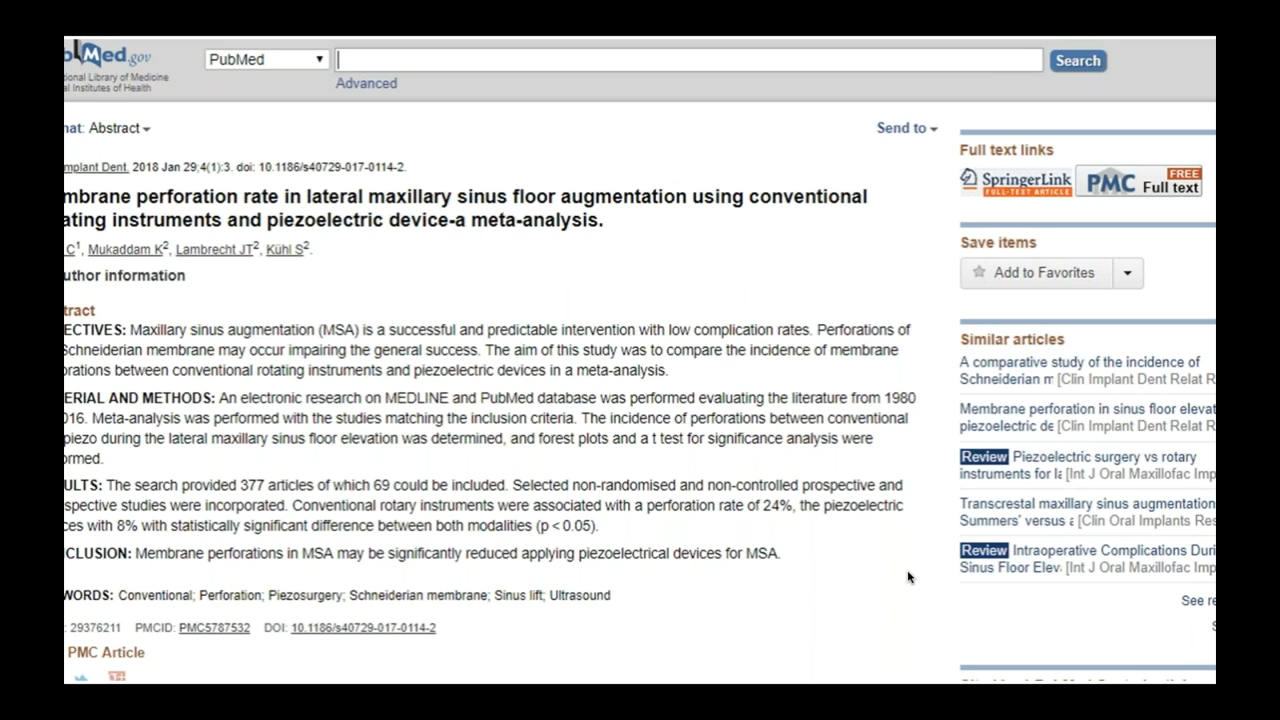 bMed.gov
ional Library of Medicine
al Institutes of Health
PubMed
Advanced
Search
nat: Abstract
Send to
mplant Dent. 2018 Jan 29;4(1):3. doi: 10.1186/s40729-017-0114-2.
mbrane perforation rate in lateral maxillary sinus floor augmentation using conventional
ating instruments and piezoelectric device-a meta-analysis.
C1, Mukaddam K2, Lambrecht JT2, Kühl S2.
uthor information
tract
ECTIVES: Maxillary sinus augmentation (MSA) is a successful and predictable intervention with low complication rates. Perforations of
Schneiderian membrane may occur impairing the general success. The aim of this study was to compare the incidence of membrane
orations between conventional rotating instruments and piezoelectric devices in a meta-analysis.
ERIAL AND METHODS: An electronic research on MEDLINE and PubMed database was performed evaluating the literature from 1980
016. Meta-analysis was performed with the studies matching the inclusion criteria. The incidence of perforations between conventional
piezo during the lateral maxillary sinus floor elevation was determined, and forest plots and a t test for significance analysis were
ormed.
ULTS: The search provided 377 articles of which 69 could be included. Selected non-randomised and non-controlled prospective and
spective studies were incorporated. Conventional rotary instruments were associated with a perforation rate of 24%, the piezoelectric
ces with 8% with statistically significant difference between both modalities (p < 0.05).
CLUSION: Membrane perforations in MSA may be significantly reduced applying piezoelectrical devices for MSA.
WORDS: Conventional; Perforation; Piezosurgery; Schneiderian membrane; Sinus lift; Ultrasound
: 29376211 PMCID: PMC5787532 DOI: 10.1186/s40729-017-0114-2
PMC Article
Full text links
SpringerLink
FULL-TEXT ARTICLE
PMC FREE Full text
Save items
Add to Favorites
Similar articles
A comparative study of the incidence of
Schneiderian m [Clin Implant Dent Relat R
Membrane perforation in sinus floor elevat
piezoelectric de [Clin Implant Dent Relat R
Review Piezoelectric surgery vs rotary
instruments for la [Int J Oral Maxillofac Imp
Transcrestal maxillary sinus augmentation
Summers' versus a [Clin Oral Implants Res
Review Intraoperative Complications Duri
Sinus Floor Elev. [Int J Oral Maxillofac Imp
See re